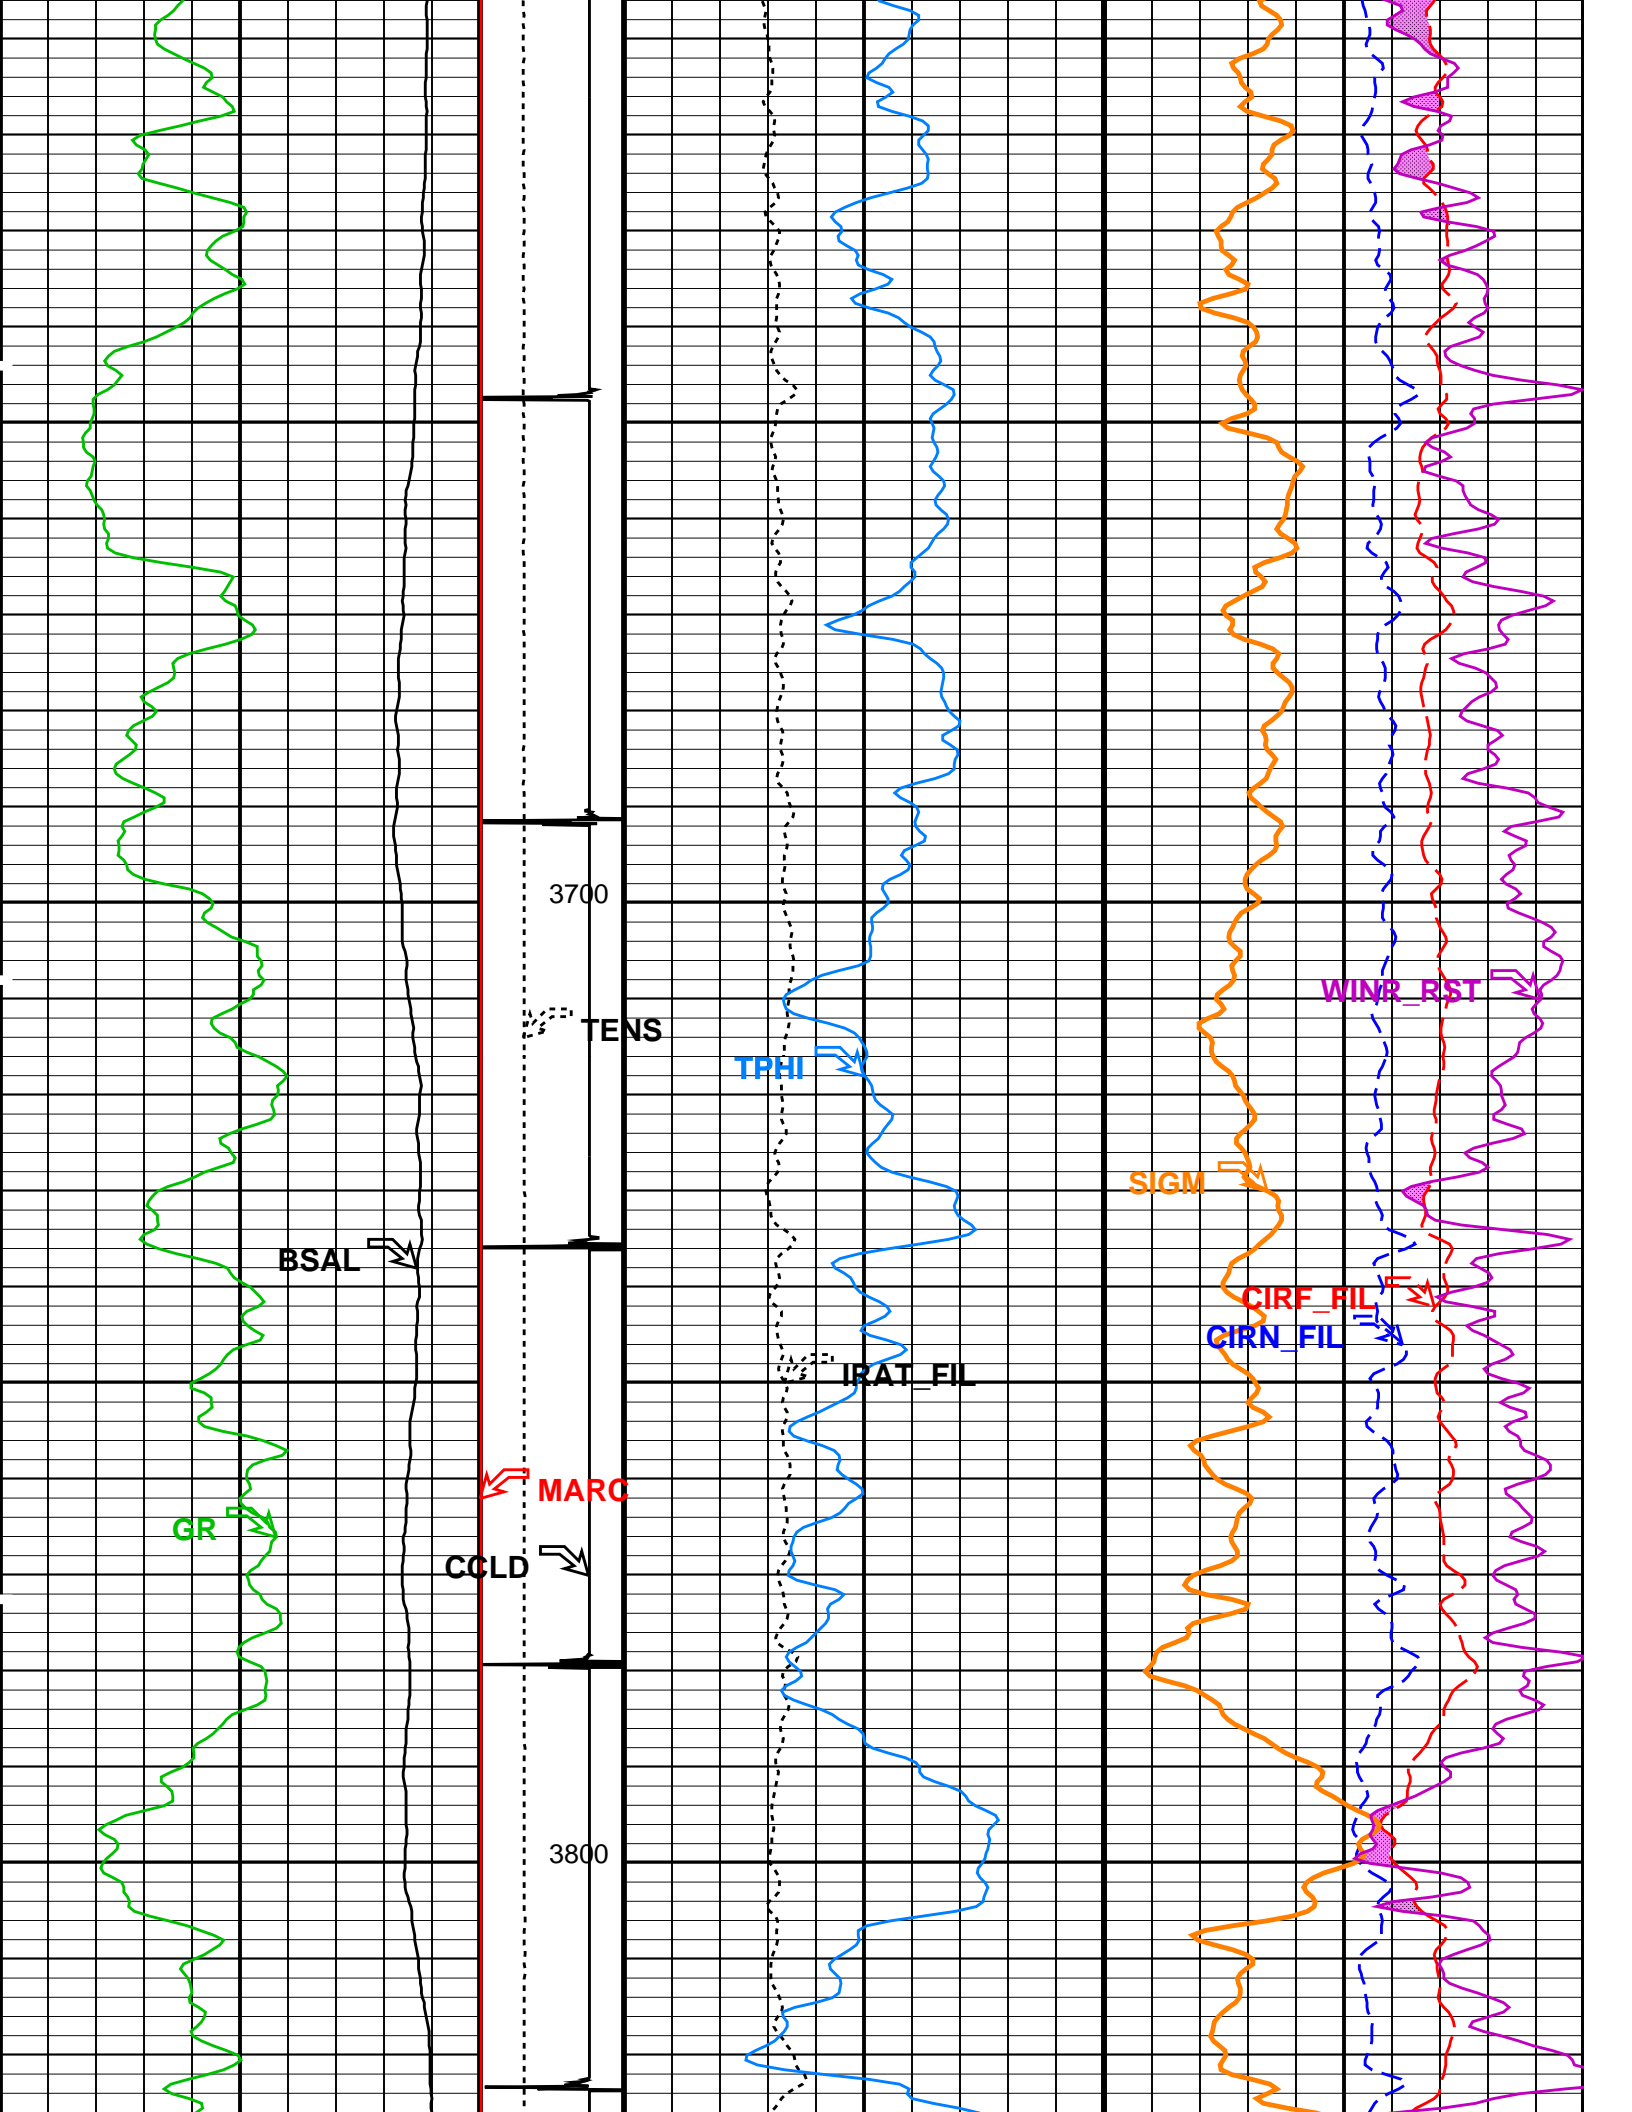 3700
WINR_RST
TENS
TPHI
SIGM
BSAL
CIRF_FIL
CIRN_FIL
IRAT_FIL
MARC
GR
CCLD
3800